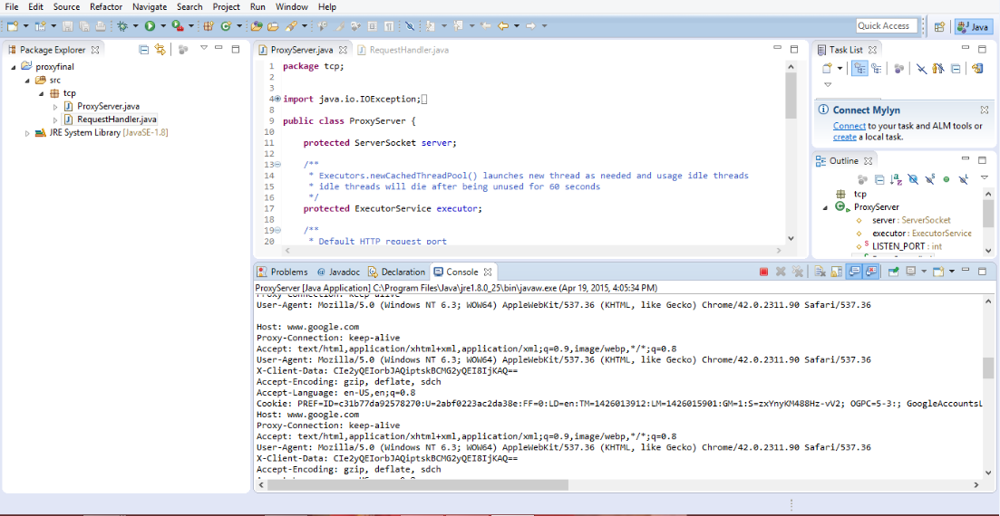 File Edit Source Refactor Navigate Search Project Run Window Help
Quick Access
Java
Package Explorer
proxyfinal
src
tcp
ProxyServer.java
RequestHandler.java
JRE System Library [JavaSE-1.8]
ProxyServer.java
RequestHandler.java
1 package tcp;
2
3
4 import java.io.IOException;
8
9 public class ProxyServer {
10
11 protected ServerSocket server;
12
13 /**
14 * Executors.newCachedThreadPool() launches new thread as needed and usage idle threads
15 * idle threads will die after being unused for 60 seconds
16 */
17 protected ExecutorService executor;
18
19 /**
20 * Default HTTP request port
Task List
Connect Mylyn
Connect to your task and ALM tools or
create a local task.
Outline
tcp
ProxyServer
server : ServerSocket
executor : ExecutorService
LISTEN_PORT : int
Problems @ Javadoc Declaration Console
ProxyServer [Java Application] C:\Program Files\Java\jre1.8.0_25\bin\javaw.exe (Apr 19, 2015, 4:05:34 PM)
Proxy-Connection: keep-alive
User-Agent: Mozilla/5.0 (Windows NT 6.3; WOW64) AppleWebKit/537.36 (KHTML, like Gecko) Chrome/42.0.2311.90 Safari/537.36
Host: www.google.com
Proxy-Connection: keep-alive
Accept: text/html,application/xhtml+xml,application/xml;q=0.9,image/webp,*/*;q=0.8
User-Agent: Mozilla/5.0 (Windows NT 6.3; WOW64) AppleWebKit/537.36 (KHTML, like Gecko) Chrome/42.0.2311.90 Safari/537.36
X-Client-Data: CIe2yQEIorbJAQiptskBCMG2yQEI8IjKAQ==
Accept-Encoding: gzip, deflate, sdch
Accept-Language: en-US,en;q=0.8
Cookie: PREF=ID=c31b77da92578270:U=2abf0223ac2da38e:FF=0:LD=en:TM=1426013912:LM=1426015901:GM=1:S=zxYnyKM488Hz-vV2; OGPC=5-3:; GoogleAccountsL
Host: www.google.com
Proxy-Connection: keep-alive
Accept: text/html,application/xhtml+xml,application/xml;q=0.9,image/webp,*/*;q=0.8
User-Agent: Mozilla/5.0 (Windows NT 6.3; WOW64) AppleWebKit/537.36 (KHTML, like Gecko) Chrome/42.0.2311.90 Safari/537.36
X-Client-Data: CIe2yQEIorbJAQiptskBCMG2yQEI8IjKAQ==
Accept-Encoding: gzip, deflate, sdch